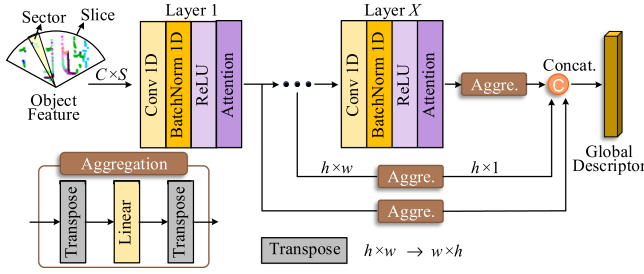 Sector
Slice
Layer 1
Layer X
C×S
Object
Feature
Conv 1D
BatchNorm 1D
ReLU
Attention
Conv 1D
BatchNorm 1D
ReLU
Attention
Aggre.
Concat.
C
Global
Descriptor
Aggregation
Transpose
Linear
Transpose
h×w
Aggre.
h×1
Aggre.
Transpose
h×w → w×h